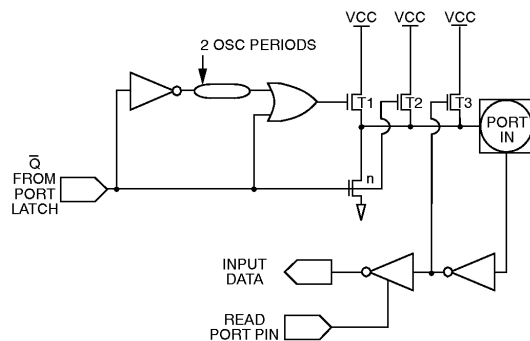 VCC VCC VCC
2 OSC PERIODS
T1 T2 T3
PORT
IN
Q
FROM
PORT
LATCH
n
INPUT
DATA
READ
PORT PIN